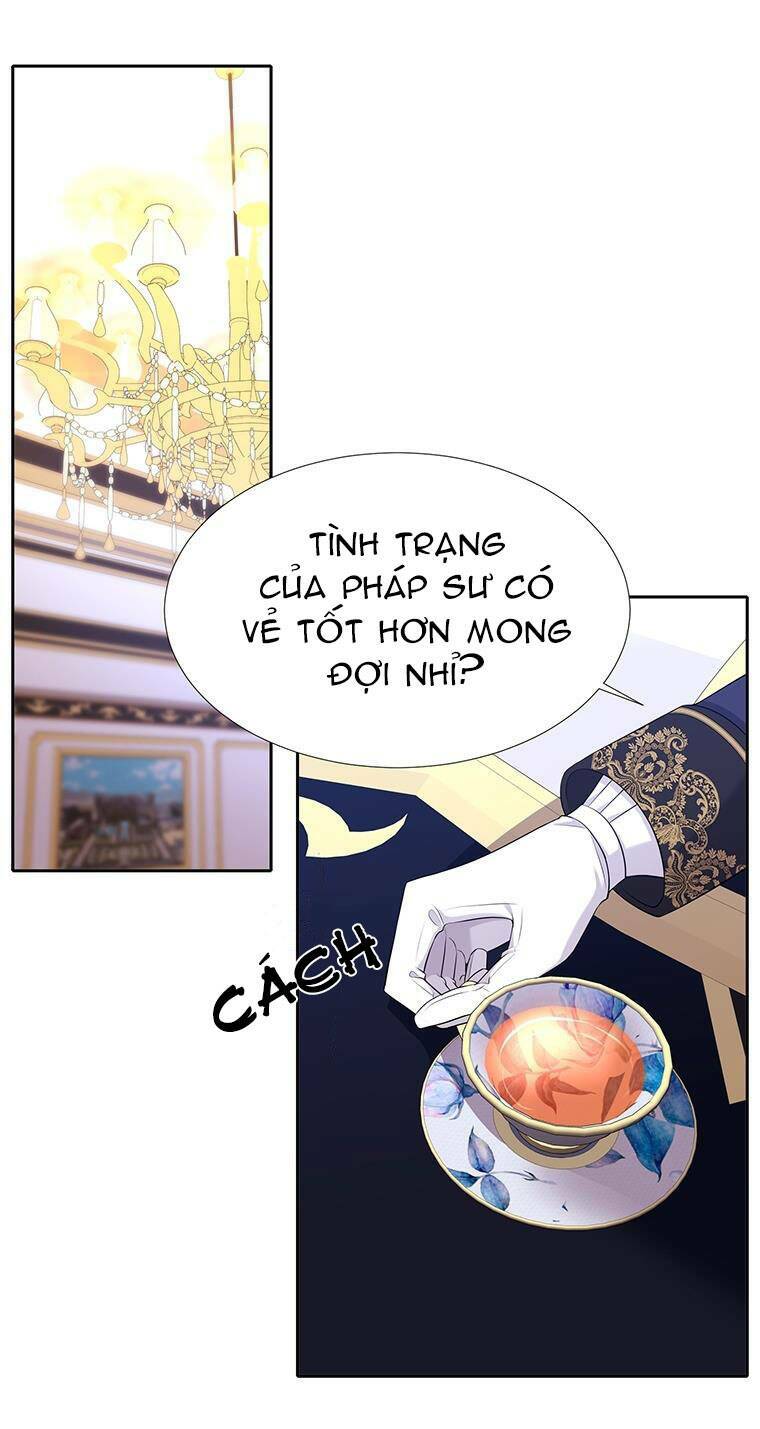 TÌNH TRẠNG
CỦA PHÁP SƯ CÓ
VẺ TỐT HƠN MONG
ĐỢI NHỈ?
CÁCH